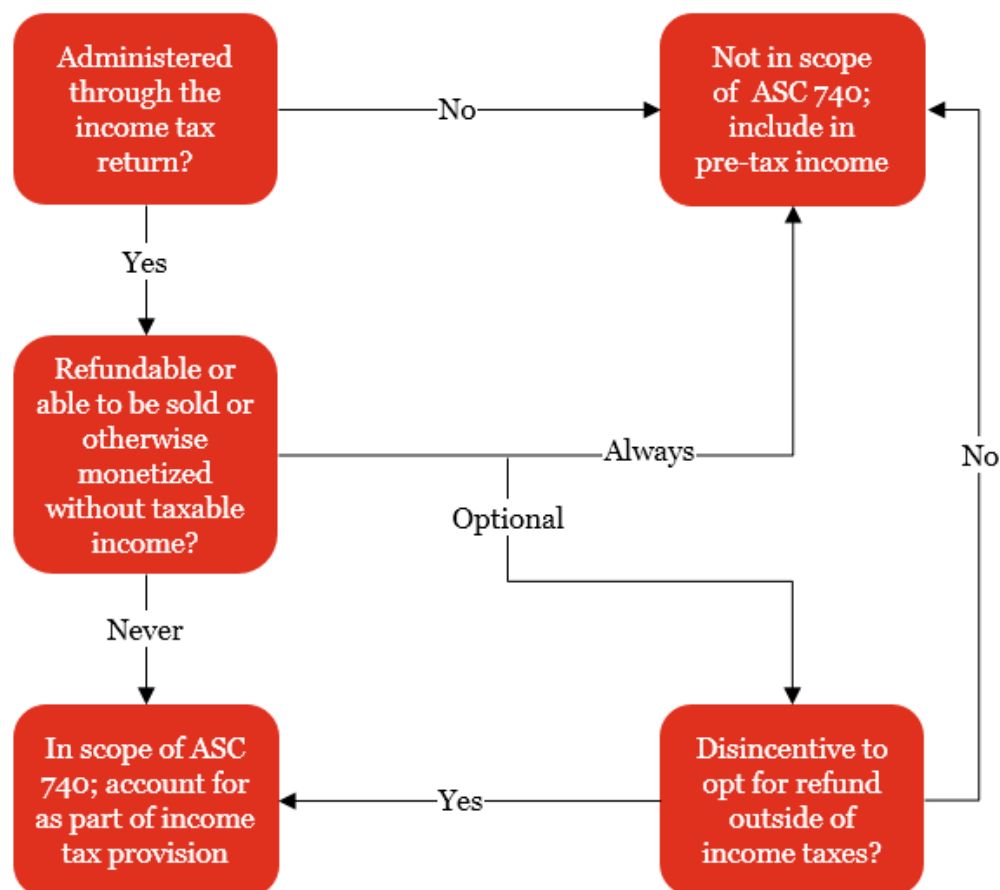 Administered
through the
income tax
return?
No
Not in scope
of ASC 740;
include in
pre-tax income
Yes
Refundable or
able to be sold or
otherwise
monetized
without taxable
income?
Always
No
Optional
Never
In scope of ASC
740; account for
as part of income
tax provision
Yes
Disincentive to
opt for refund
outside of
income taxes?